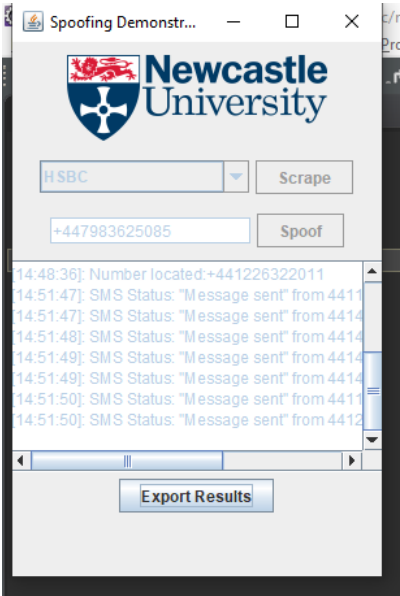 Spoofing Demonstr...
Newcastle
University
HSBC
Scrape
+447983625085
Spoof
[14:48:36]: Number located:+441226322011
[14:51:47]: SMS Status: "Message sent" from 4411
[14:51:47]: SMS Status: "Message sent" from 4414
[14:51:48]: SMS Status: "Message sent" from 4414
[14:51:49]: SMS Status: "Message sent" from 4414
[14:51:49]: SMS Status: "Message sent" from 4414
[14:51:50]: SMS Status: "Message sent" from 4411
[14:51:50]: SMS Status: "Message sent" from 4412
Export Results